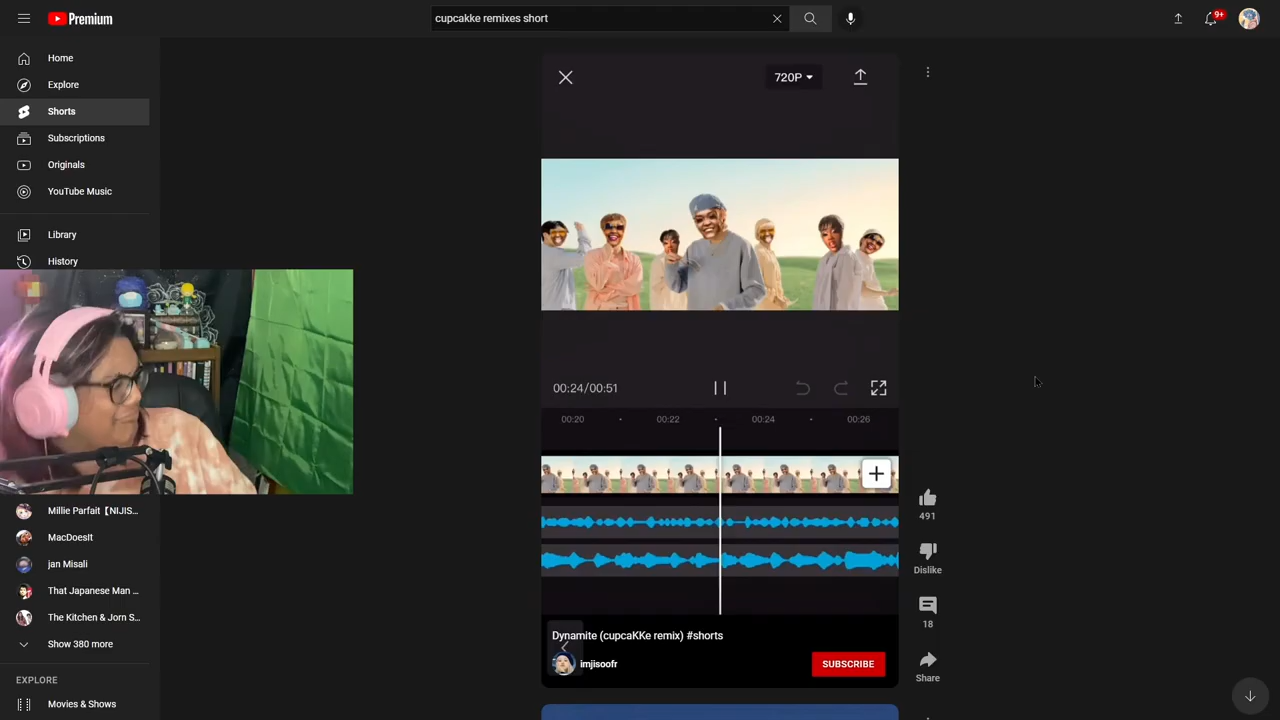 Premium
cupcakke remixes short
9+
Home
Explore
Shorts
Subscriptions
Originals
YouTube Music
Library
History
Millie Parfait【NIJIS...
MacDoesIt
jan Misali
That Japanese Man ...
The Kitchen & Jorn S...
Show 380 more
EXPLORE
Movies & Shows
720P
00:24/00:51
00:20
00:22
00:24
00:26
Dynamite (cupcaKKe remix) #shorts
imjisoofr
SUBSCRIBE
491
Dislike
18
Share